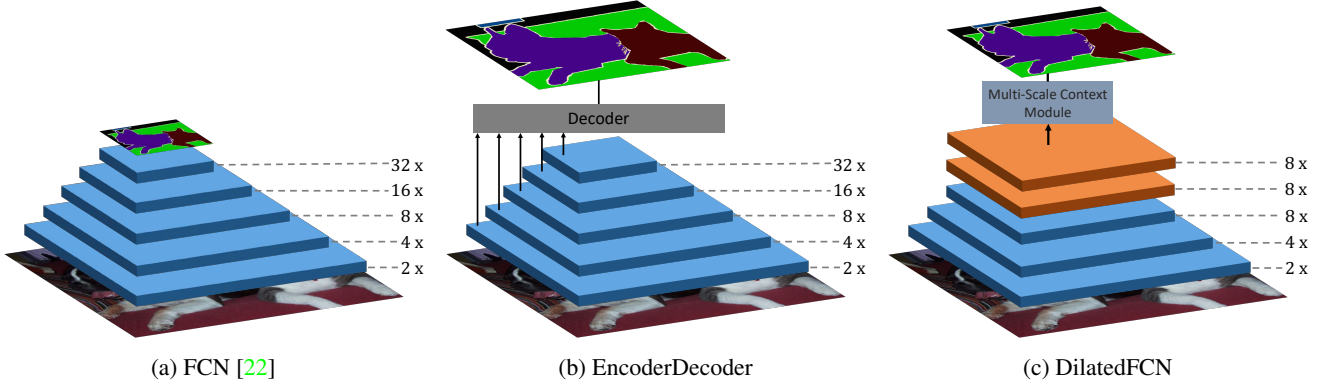 Decoder
Multi-Scale Context
Module
32 x
16 x
8 x
4 x
2 x
32 x
16 x
8 x
4 x
2 x
8 x
8 x
8 x
4 x
2 x
(a) FCN [22]
(b) EncoderDecoder
(c) DilatedFCN